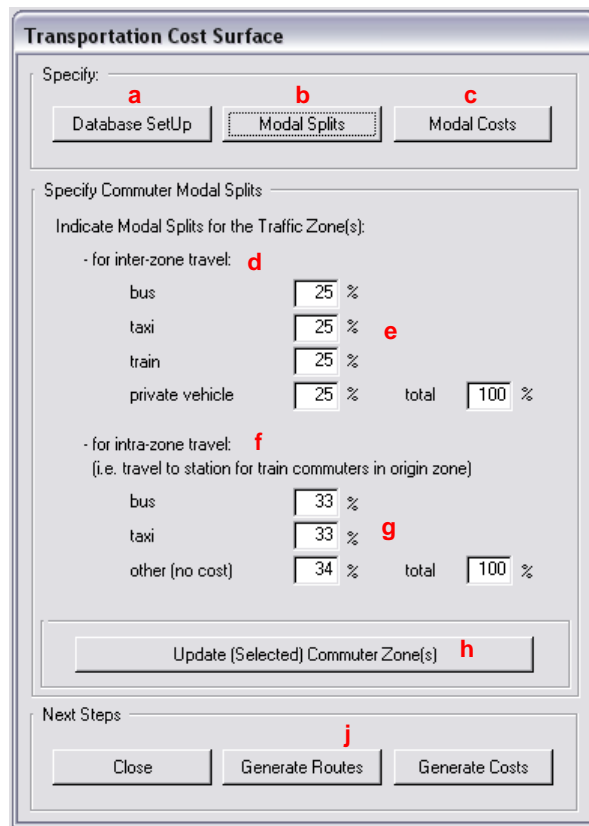 Transportation Cost Surface
Specify:
a b c
Database SetUp Modal Splits Modal Costs
Specify Commuter Modal Splits
Indicate Modal Splits for the Traffic Zone(s):
- for inter-zone travel: d
bus 25 %
taxi 25 % e
train 25 %
private vehicle 25 % total 100 %
- for intra-zone travel: f
(i.e. travel to station for train commuters in origin zone)
bus 33 %
taxi 33 % g
other (no cost) 34 % total 100 %
Update (Selected) Commuter Zone(s) h
Next Steps
j
Close Generate Routes Generate Costs